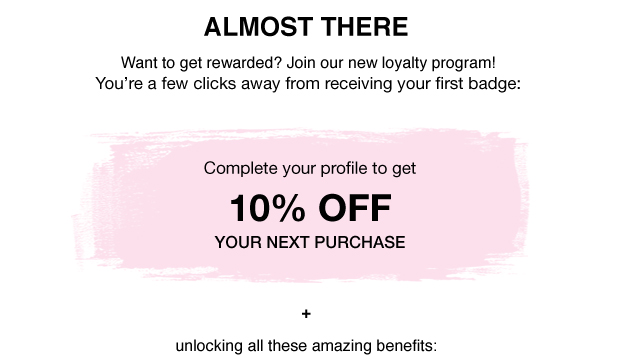 ALMOST THERE
Want to get rewarded? Join our new loyalty program!
You’re a few clicks away from receiving your first badge:
Complete your profile to get
10% OFF
YOUR NEXT PURCHASE
+
unlocking all these amazing benefits: